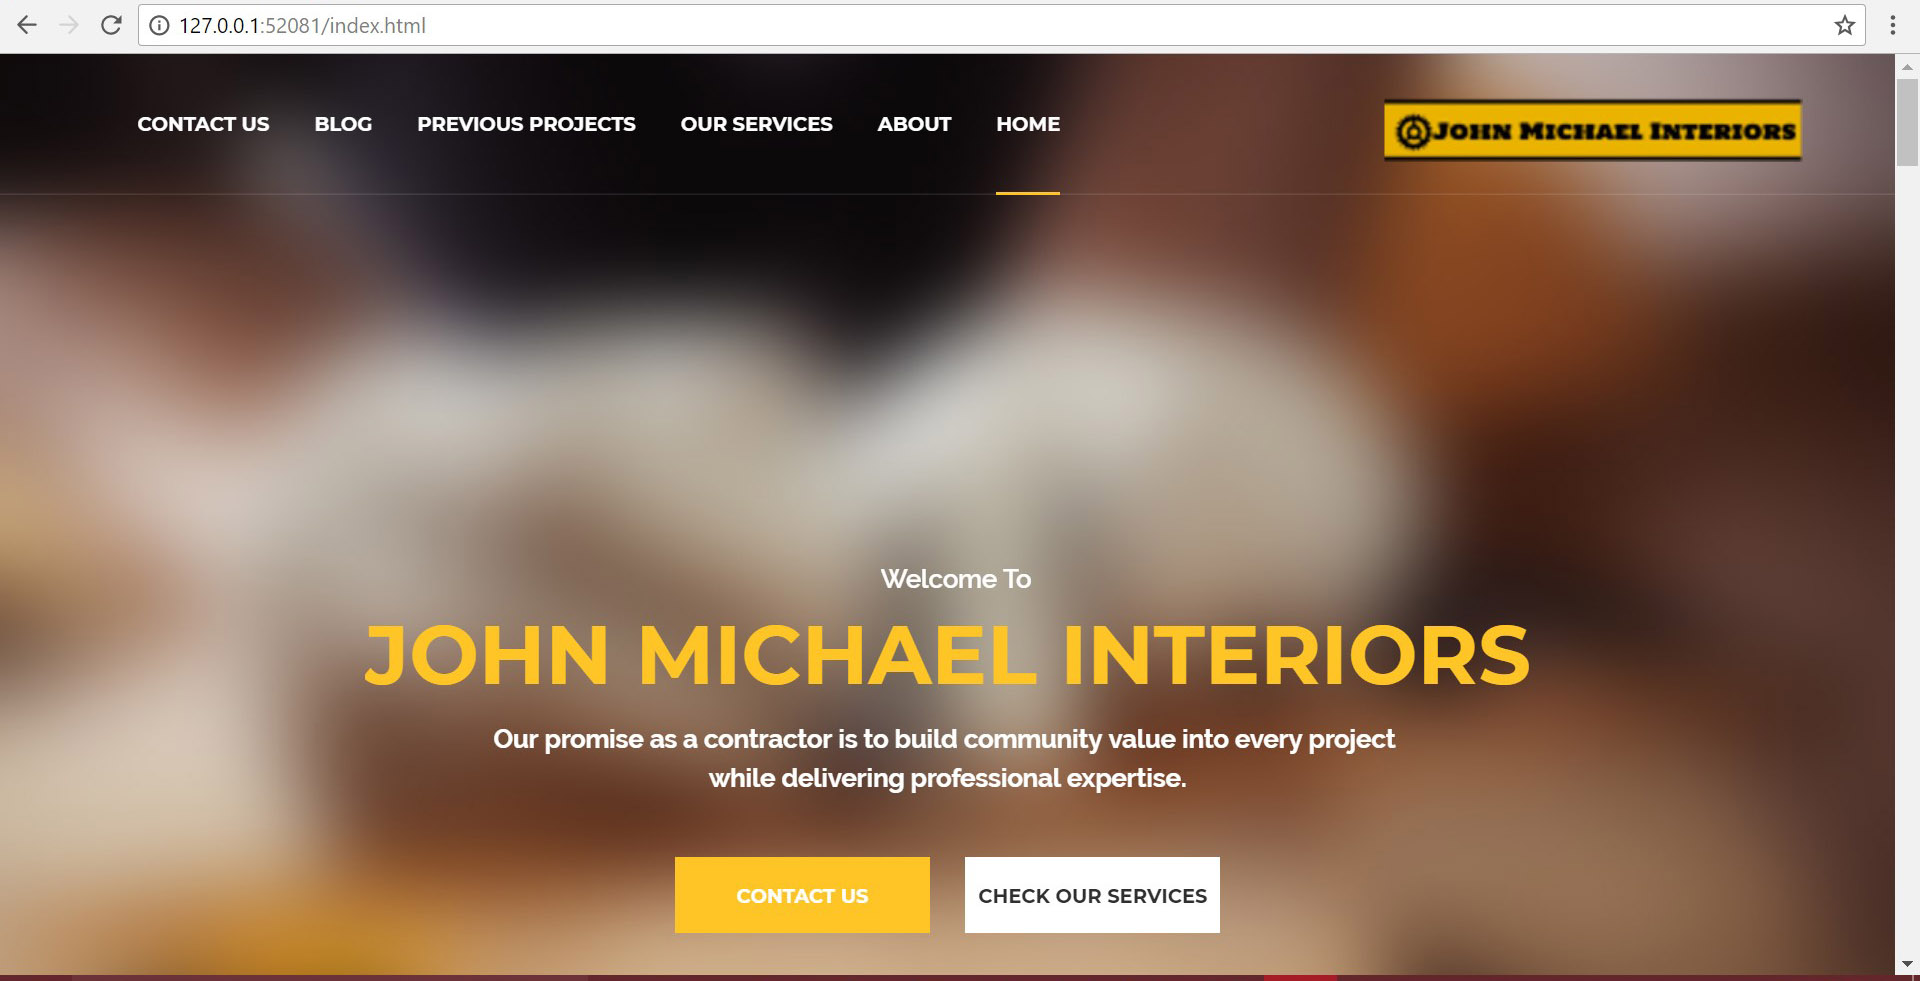 127.0.0.1:52081/index.html
CONTACT US BLOG PREVIOUS PROJECTS OUR SERVICES ABOUT HOME
JOHN MICHAEL INTERIORS
Welcome To
JOHN MICHAEL INTERIORS
Our promise as a contractor is to build community value into every project
while delivering professional expertise.
CONTACT US CHECK OUR SERVICES